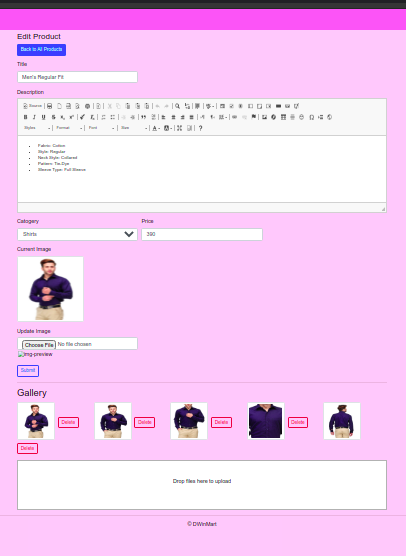 Edit Product
Back to All Products
Title
Men's Regular Fit
Description
Source
Styles Format Font Size
Fabric: Cotton
Style: Regular
Neck Style: Collared
Pattern: Tie-Dye
Sleeve Type: Full Sleeve
Catogery Price
Shirts 390
Current Image
Update Image
Choose File No file chosen
img-preview
Submit
Gallery
Delete Delete Delete Delete
Delete
Drop files here to upload
© DWinMart